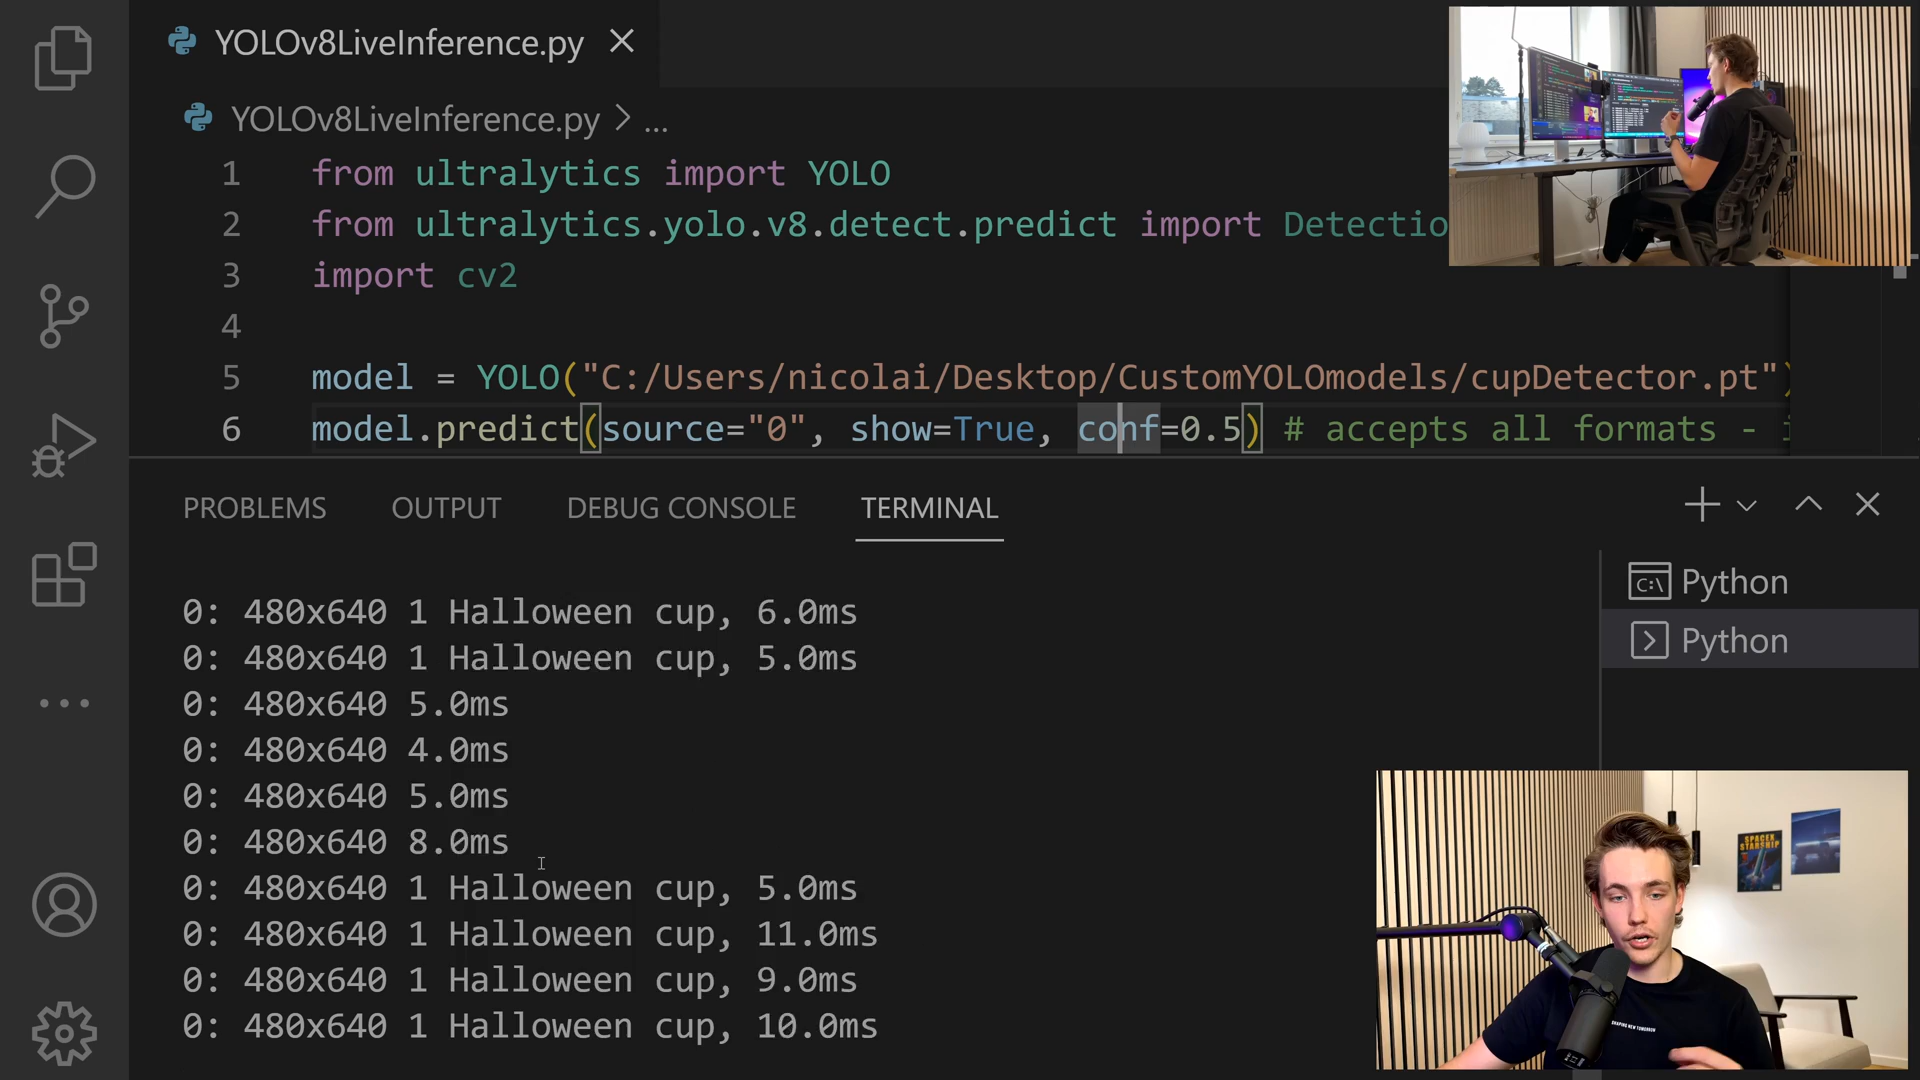 YOLOv8LiveInference.py
YOLOv8LiveInference.py > ...
1 from ultralytics import YOLO
2 from ultralytics.yolo.v8.detect.predict import Detectio
3 import cv2
4
5 model = YOLO("C:/Users/nicolai/Desktop/CustomYOLOmodels/cupDetector.pt")
6 model.predict(source="0", show=True, conf=0.5) # accepts all formats - i
PROBLEMS OUTPUT DEBUG CONSOLE TERMINAL
Python
Python
0: 480x640 1 Halloween cup, 6.0ms
0: 480x640 1 Halloween cup, 5.0ms
0: 480x640 5.0ms
0: 480x640 4.0ms
0: 480x640 5.0ms
0: 480x640 8.0ms
0: 480x640 1 Halloween cup, 5.0ms
0: 480x640 1 Halloween cup, 11.0ms
0: 480x640 1 Halloween cup, 9.0ms
0: 480x640 1 Halloween cup, 10.0ms
SPACEX
STARSHIP
SHAPING NEW TOMORROW